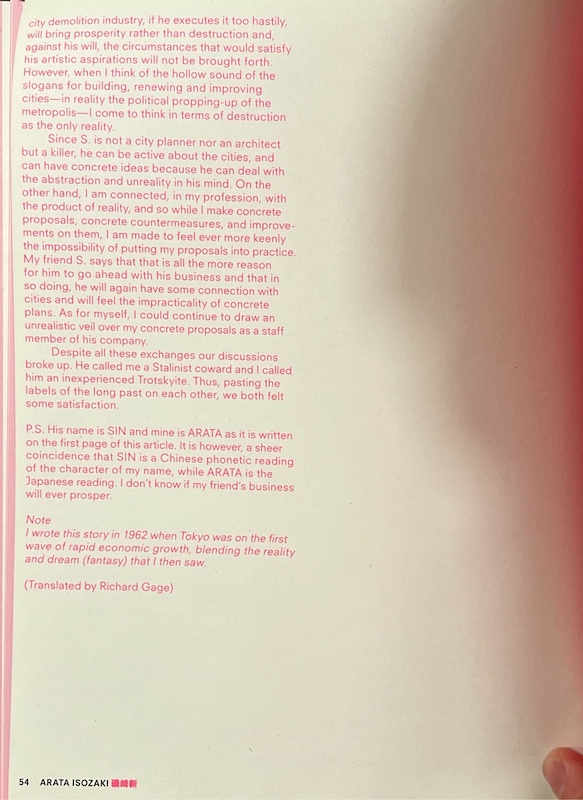 city demolition industry, if he executes it too hastily,
will bring prosperity rather than destruction and,
against his will, the circumstances that would satisfy
his artistic aspirations will not be brought forth.
However, when I think of the hollow sound of the
slogans for building, renewing and improving
cities—in reality the political propping-up of the
metropolis—I come to think in terms of destruction
as the only reality.
Since S. is not a city planner nor an architect
but a killer, he can be active about the cities, and
can have concrete ideas because he can deal with
the abstraction and unreality in his mind. On the
other hand, I am connected, in my profession, with
the product of reality, and so while I make concrete
proposals, concrete countermeasures, and improve-
ments on them, I am made to feel ever more keenly
the impossibility of putting my proposals into practice.
My friend S. says that that is all the more reason
for him to go ahead with his business and that in
so doing, he will again have some connection with
cities and will feel the impracticality of concrete
plans. As for myself, I could continue to draw an
unrealistic veil over my concrete proposals as a staff
member of his company.
Despite all these exchanges our discussions
broke up. He called me a Stalinist coward and I called
him an inexperienced Trotskyite. Thus, pasting the
labels of the long past on each other, we both felt
some satisfaction.
P.S. His name is SIN and mine is ARATA as it is written
on the first page of this article. It is however, a sheer
coincidence that SIN is a Chinese phonetic reading
of the character of my name, while ARATA is the
Japanese reading. I don't know if my friend's business
will ever prosper.
Note
I wrote this story in 1962 when Tokyo was on the first
wave of rapid economic growth, blending the reality
and dream (fantasy) that I then saw.
(Translated by Richard Gage)
54 ARATA ISOZAKI 磯崎新